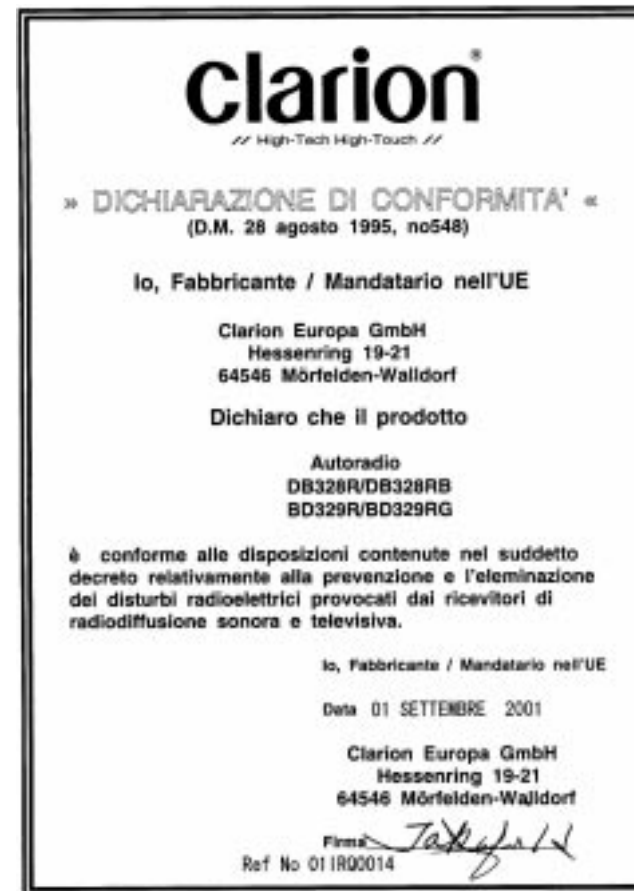 Clarion®
// High-Tech High-Touch //
» DICHIARAZIONE DI CONFORMITA' «
(D.M. 28 agosto 1995, no548)
Io, Fabbricante / Mandatario nell'UE
Clarion Europa GmbH
Hessenring 19-21
64546 Mörfelden-Walldorf
Dichiaro che il prodotto
Autoradio
DB328R/DB328RB
BD329R/BD329RG
è conforme alle disposizioni contenute nel suddetto
decreto relativamente alla prevenzione e l'eleminazione
dei disturbi radioelettrici provocati dai ricevitori di
radiodiffusione sonora e televisiva.
Io, Fabbricante / Mandatario nell'UE
Data 01 SETTEMBRE 2001
Clarion Europa GmbH
Hessenring 19-21
64546 Mörfelden-Walldorf
Firma
Ref No 01IRQ0014